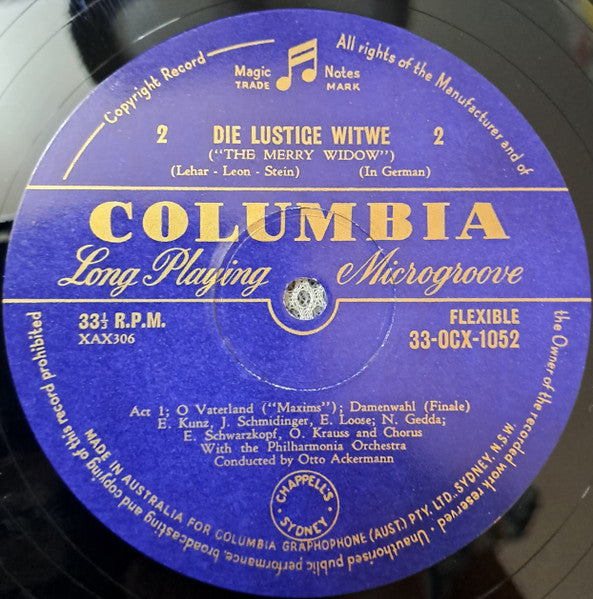 Copyright Record
Magic Notes
TRADE MARK
All rights of the Manufacturer and of
the Owner of the recorded work reserved · Unauthorised public
performance, broadcasting and copying of this record prohibited
2 DIE LUSTIGE WITWE 2
("THE MERRY WIDOW")
(Lehar - Leon - Stein) (In German)
COLUMBIA
Long Playing Microgroove
33⅓ R.P.M. FLEXIBLE
XAX306 33-OCX-1052
Act 1; O Vaterland ("Maxims"); Damenwahl (Finale)
E. Kunz, J. Schmidinger, E. Loose; N. Gedda;
E. Schwarzkopf, O. Krauss and Chorus
With the Philharmonia Orchestra
Conducted by Otto Ackermann
CHAPPELL'S
SYDNEY
MADE IN AUSTRALIA FOR COLUMBIA GRAPHOPHONE (AUST.) PTY. LTD., SYDNEY, N.S.W.